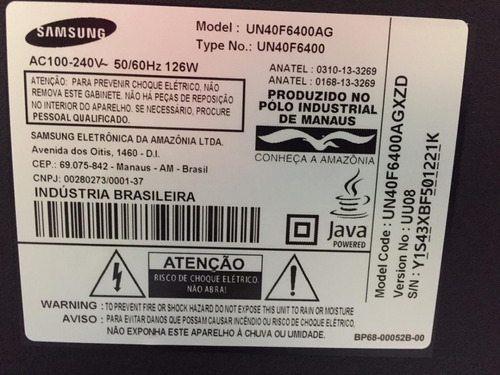 SAMSUNG
Model : UN40F6400AG
Type No.: UN40F6400
AC100-240V~ 50/60Hz 126W
ANATEL : 0310-13-3269
ANATEL : 0168-13-3269
ATENÇÃO: PARA PREVENIR CHOQUE ELÉTRICO, NÃO
REMOVA ESTE GABINETE. NÃO HÁ PEÇAS DE REPOSIÇÃO
NO INTERIOR DO APARELHO. SE NECESSÁRIO, PROCURE
PESSOAL QUALIFICADO.
PRODUZIDO NO
PÓLO INDUSTRIAL
DE MANAUS
CONHEÇA A AMAZÔNIA
SAMSUNG ELETRÔNICA DA AMAZÔNIA LTDA.
Avenida dos Oitis, 1460 - D.I.
CEP.: 69.075-842 - Manaus - AM - Brasil
CNPJ: 00280273/0001-37
INDÚSTRIA BRASILEIRA
Java
POWERED
ATENÇÃO
RISCO DE CHOQUE ELÉTRICO.
NÃO ABRA!
WARNING : TO PREVENT FIRE OR SHOCK HAZARD DO NOT EXPOSE THIS UNIT TO RAIN OR MOISTURE
AVISO : PARA EVITAR DANOS QUE POSSAM CAUSAR INCÊNDIO OU RISCO DE CHOQUE ELÉTRICO,
NÃO EXPONHA ESTE APARELHO À CHUVA OU UMIDADE.
BP68-00052B-00
Model Code : UN40F6400AGXZD
Version No : UU08
S/N : Y1S43XBF501221K